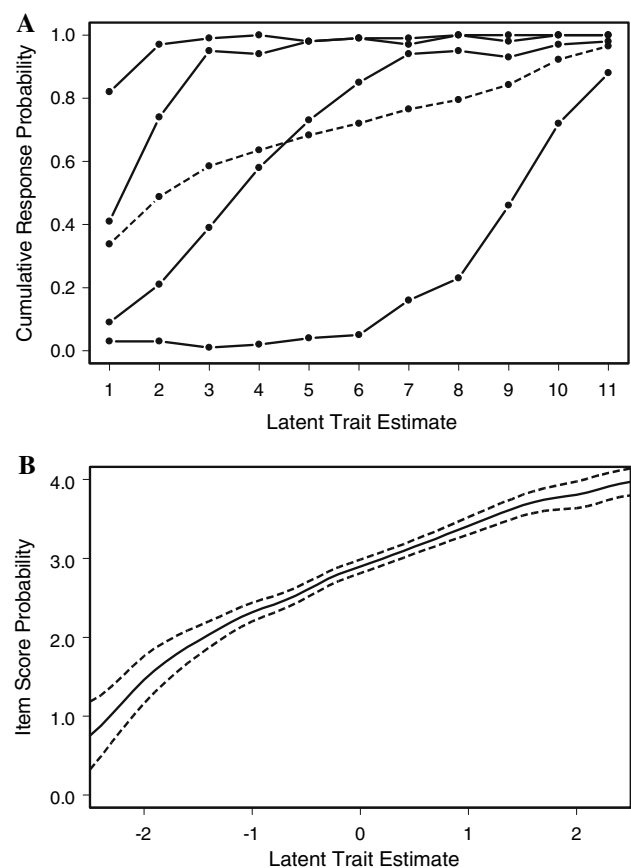 A
Cumulative Response Probability
1.0
0.8
0.6
0.4
0.2
0.0
1 2 3 4 5 6 7 8 9 10 11
Latent Trait Estimate
B
Item Score Probability
4.0
3.0
2.0
1.0
0.0
-2 -1 0 1 2
Latent Trait Estimate